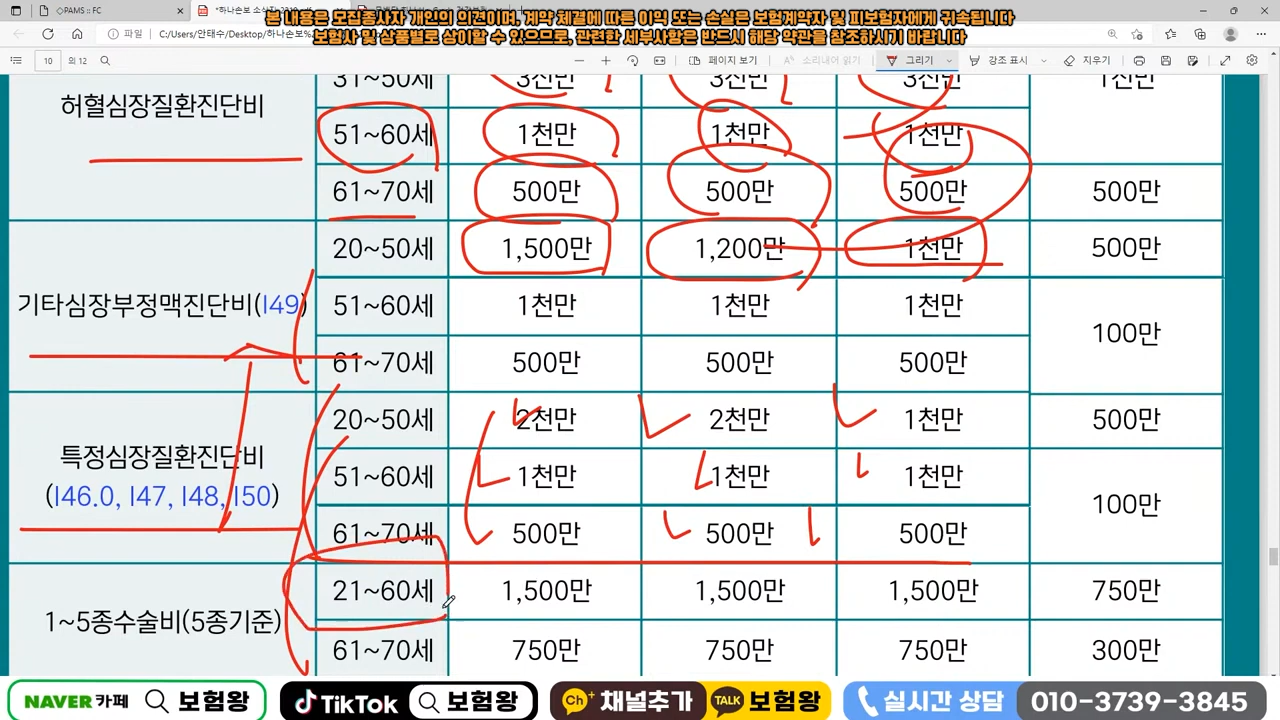 PAMS :: FC
*하나손보
본 내용은 모집종사자 개인의 의견이며, 계약 체결에 따른 이익 또는 손실은 보험계약자 및 피보험자에게 귀속됩니다
보험사 및 상품별로 상이할 수 있으므로, 관련한 세부사항은 반드시 해당 약관을 참조하시기 바랍니다
파일 C:/Users/안태수/Desktop/하나손보
10 의 12 페이지 보기 소리내어 읽기 그리기 강조 표시 지우기
31~50세 3천만 3천만 3천만 1천만
허혈심장질환진단비
51~60세 1천만 1천만 1천만
61~70세 500만 500만 500만 500만
20~50세 1,500만 1,200만 1천만 500만
기타심장부정맥진단비(I49)
51~60세 1천만 1천만 1천만
100만
61~70세 500만 500만 500만
20~50세 2천만 2천만 1천만 500만
특정심장질환진단비
(I46.0, I47, I48, I50)
51~60세 1천만 1천만 1천만
100만
61~70세 500만 500만 500만
21~60세 1,500만 1,500만 1,500만 750만
1~5종수술비(5종기준)
61~70세 750만 750만 750만 300만
NAVER 카페 보험왕
TikTok 보험왕
Ch+ 채널추가 TALK 보험왕
실시간 상담 010-3739-3845